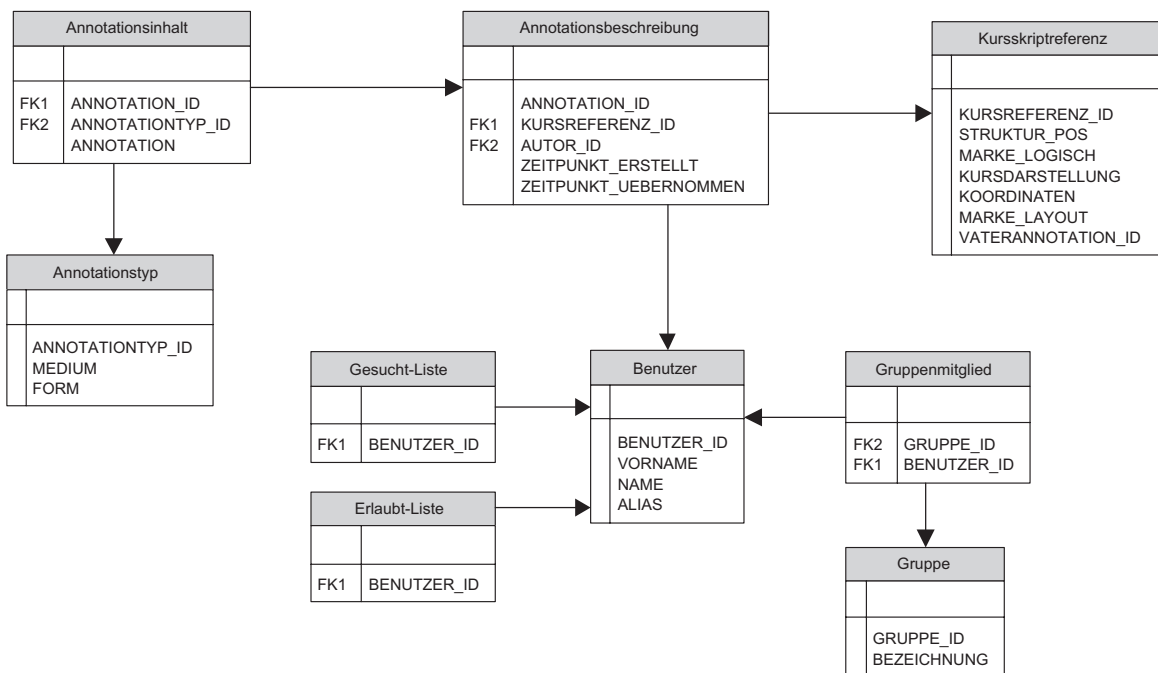 Annotationsinhalt
FK1 ANNOTATION_ID
FK2 ANNOTATIONTYP_ID
ANNOTATION
Annotationsbeschreibung
ANNOTATION_ID
FK1 KURSREFERENZ_ID
FK2 AUTOR_ID
ZEITPUNKT_ERSTELLT
ZEITPUNKT_UEBERNOMMEN
Kursskriptreferenz
KURSREFERENZ_ID
STRUKTUR_POS
MARKE_LOGISCH
KURSDARSTELLUNG
KOORDINATEN
MARKE_LAYOUT
VATERANNOTATION_ID
Annotationstyp
ANNOTATIONTYP_ID
MEDIUM
FORM
Gesucht-Liste
FK1 BENUTZER_ID
Benutzer
BENUTZER_ID
VORNAME
NAME
ALIAS
Gruppenmitglied
FK2 GRUPPE_ID
FK1 BENUTZER_ID
Erlaubt-Liste
FK1 BENUTZER_ID
Gruppe
GRUPPE_ID
BEZEICHNUNG